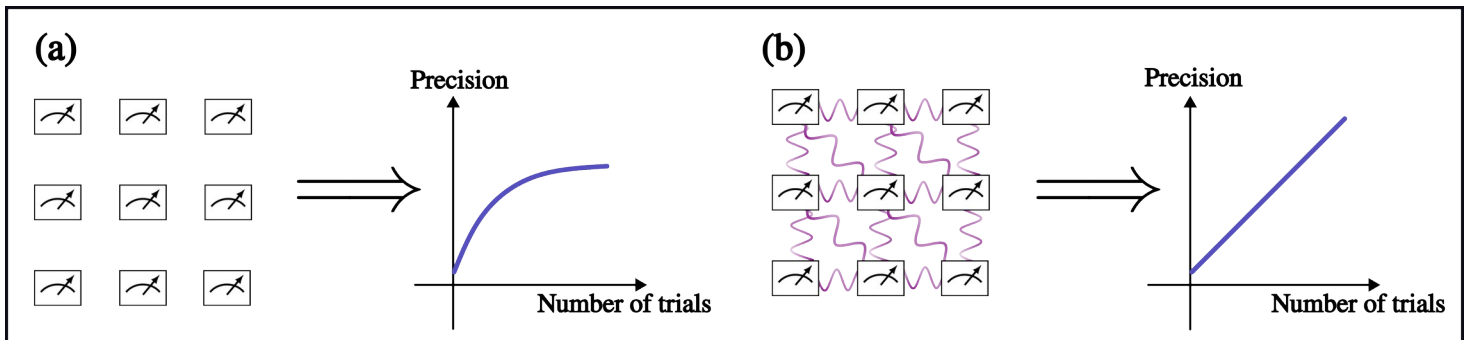 (a)
Precision
Number of trials
(b)
Precision
Number of trials